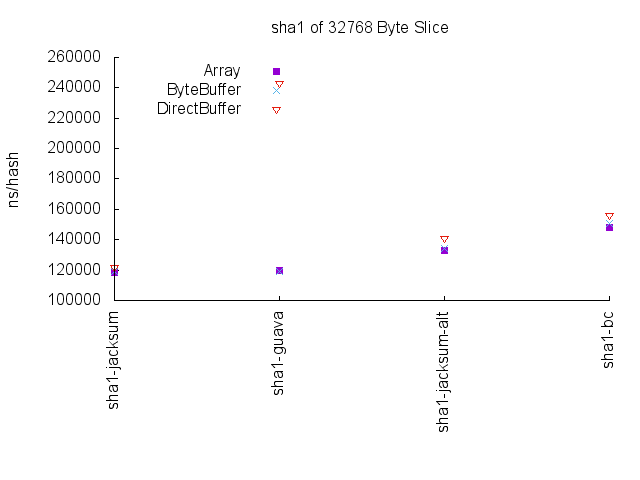 sha1 of 32768 Byte Slice
260000
240000
220000
200000
180000
160000
140000
120000
100000
ns/hash
Array
ByteBuffer
DirectBuffer
sha1-jacksum
sha1-guava
sha1-jacksum-alt
sha1-bc